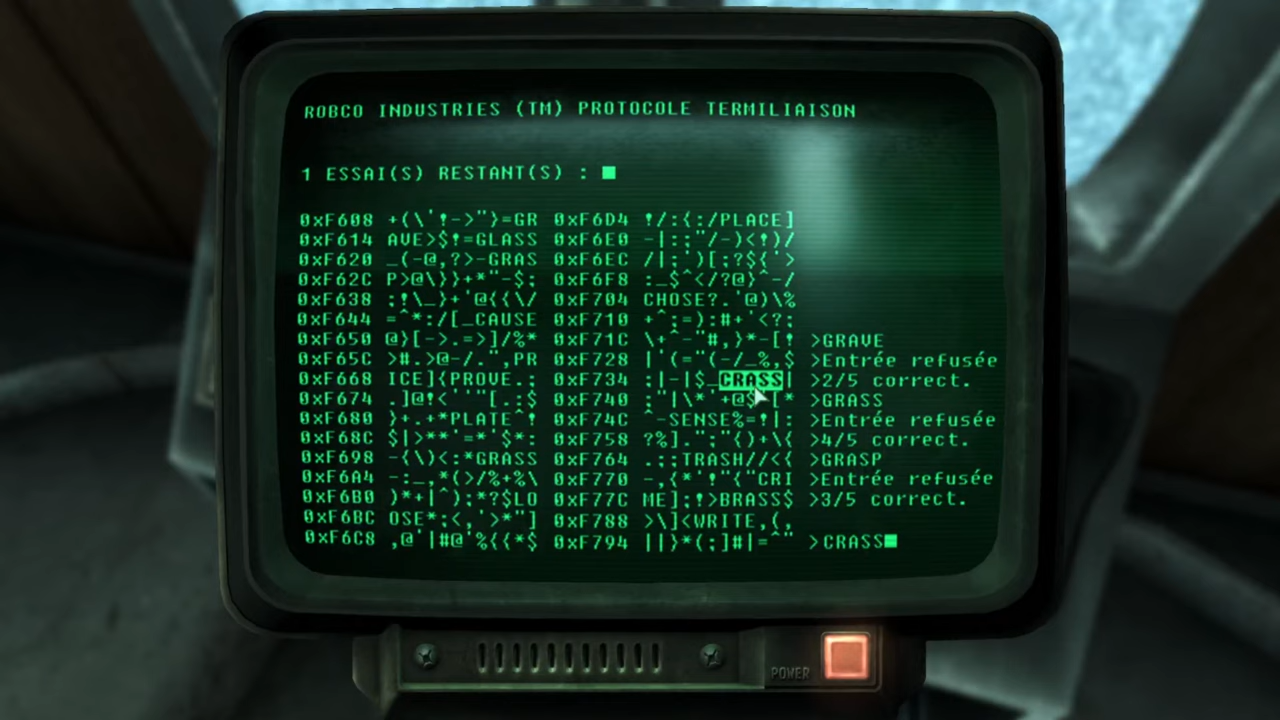 ROBCO INDUSTRIES (TM) PROTOCOLE TERMILIAISON
1 ESSAI(S) RESTANT(S) :
0xF608 +(\'!->"}=GR 0xF6D4 !/:{:/PLACE]
0xF614 AVE>$!=GLASS 0xF6E0 -|:;"/-)<!)/
0xF620 _(-@,?>-GRAS 0xF6EC /|;')[;?${'>
0xF62C P>@\}}+*"-$; 0xF6F8 :_$^</?@}^-/
0xF638 :!\_}+'@{{\/ 0xF704 CHOSE?.'@)\%
0xF644 =^*:/[_CAUSE 0xF710 +^;=):#+'<?;
0xF650 @}[->.=>]/%* 0xF71C \+^-"#,}*-[! >GRAVE
0xF65C >#.>@-/.",PR 0xF728 |'(="(-/_%,$ >Entrée refusée
0xF668 ICE]{PROVE.; 0xF734 :|-|$_CRASS| >2/5 correct.
0xF674 .]@!<''"[.;$ 0xF740 ;"|\*'+@$ [* >GRASS
0xF680 }+.+*PLATE^! 0xF74C ^-SENSE%=!|: >Entrée refusée
0xF68C $|>**'=*'$*: 0xF758 ?%].";"{)+\{ >4/5 correct.
0xF698 -{\)<:*GRASS 0xF764 .;;TRASH//<{ >GRASP
0xF6A4 -:_,*(>/%+%\ 0xF770 -,{*'!"{"CRI >Entrée refusée
0xF6B0 )*+|^):*?$LO 0xF77C ME];!>BRASS$ >3/5 correct.
0xF6BC OSE*;<,'>*"] 0xF788 >\]<WRITE,(,
0xF6C8 ,@'|#@'%{{*$ 0xF794 ||}*(;]#|=^" >CRASS
POWER